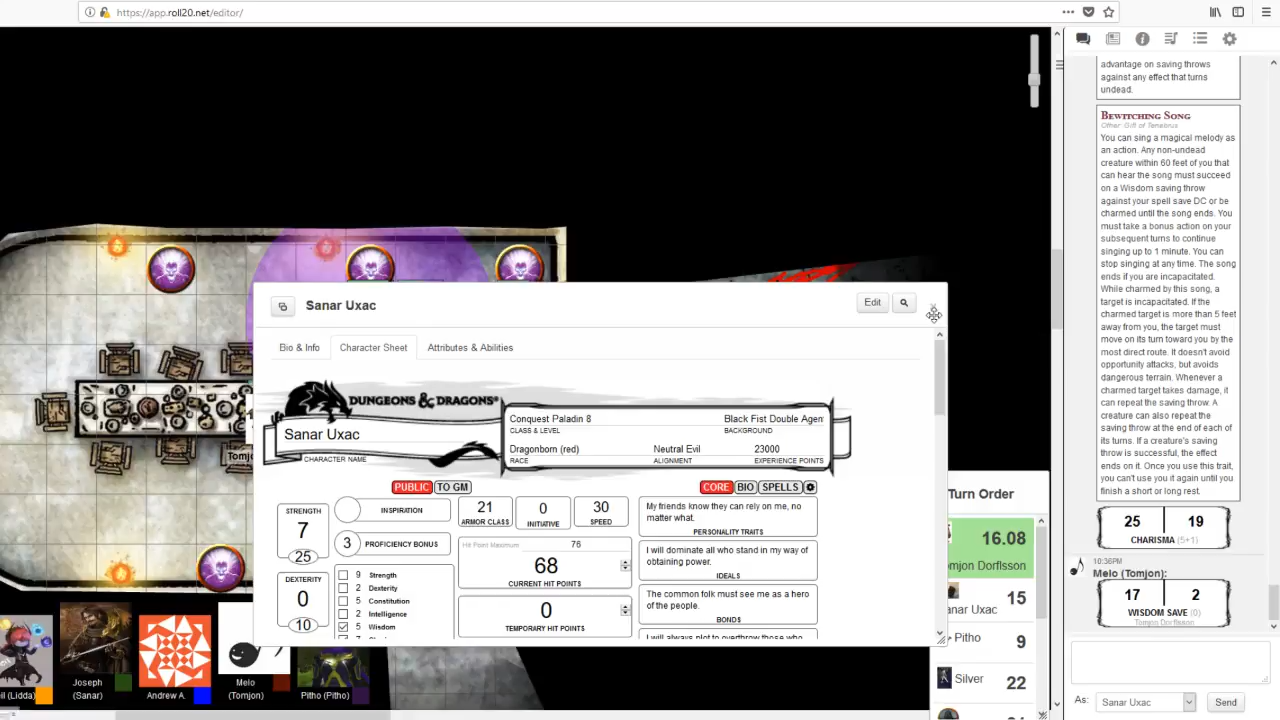 https://app.roll20.net/editor/
advantage on saving throws
against any effect that turns
undead.
Bewitching Song
Other: Gift of Tenebrus
You can sing a magical melody as
an action. Any non-undead
creature within 60 feet of you that
can hear the song must succeed
on a Wisdom saving throw
against your spell save DC or be
charmed until the song ends. You
must take a bonus action on your
subsequent turns to continue
singing up to 1 minute. You can
stop singing at any time. The song
ends if you are incapacitated.
While charmed by this song, a
target is incapacitated. If the
charmed target is more than 5 feet
away from you, the target must
move on its turn toward you by the
most direct route. It doesn't avoid
opportunity attacks, but avoids
dangerous terrain. Whenever a
charmed target takes damage, it
can repeat the saving throw. A
creature can also repeat the
saving throw at the end of each of
its turns. If a creature's saving
throw is successful, the effect
ends on it. Once you use this trait,
you can't use it again until you
finish a short or long rest.
25 19
CHARISMA (5+1)
10:36PM
Melo (Tomjon):
17 2
WISDOM SAVE (0)
Tomjon Dorflsson
As: Sanar Uxac Send
Sanar Uxac Edit
Bio & Info Character Sheet Attributes & Abilities
DUNGEONS & DRAGONS®
Sanar Uxac
CHARACTER NAME
Conquest Paladin 8 Black Fist Double Agen
CLASS & LEVEL BACKGROUND
Dragonborn (red) Neutral Evil 23000
RACE ALIGNMENT EXPERIENCE POINTS
PUBLIC TO GM CORE BIO SPELLS
STRENGTH
7
25
DEXTERITY
0
10
INSPIRATION
3 PROFICIENCY BONUS
9 Strength
2 Dexterity
5 Constitution
2 Intelligence
5 Wisdom
21
ARMOR CLASS
0
INITIATIVE
30
SPEED
Hit Point Maximum 76
68
CURRENT HIT POINTS
0
TEMPORARY HIT POINTS
My friends know they can rely on me, no
matter what.
PERSONALITY TRAITS
I will dominate all who stand in my way of
obtaining power.
IDEALS
The common folk must see me as a hero
of the people.
BONDS
I will always plot to overthrow those who
Turn Order
16.08
omjon Dorflsson
anar Uxac 15
Pitho 9
Silver 22
Tomj
il (Lidda)
Joseph
(Sanar)
Andrew A.
Melo
(Tomjon)
Pitho (Pitho)